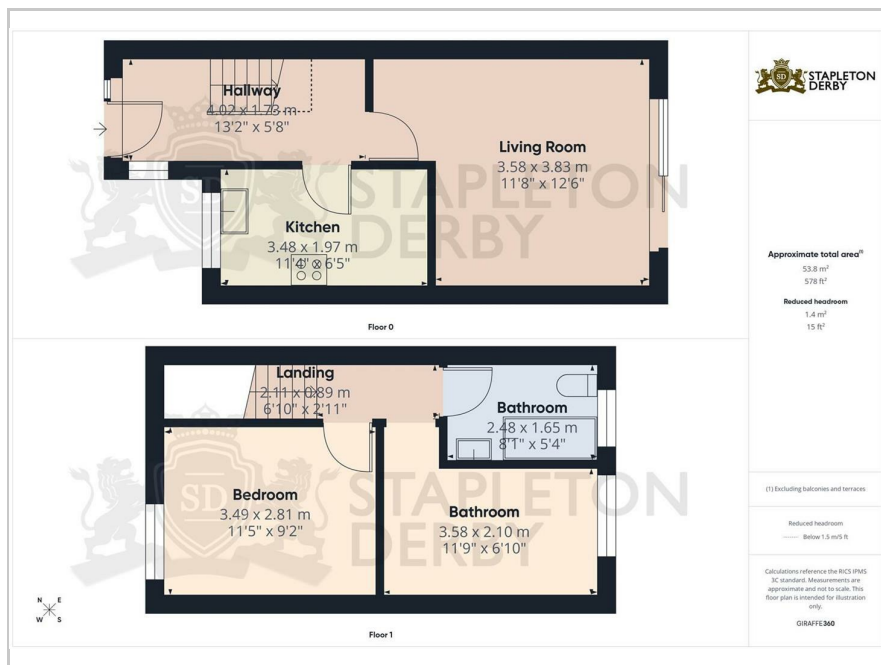 Hallway
4.02 x 1.73 m
13'2" x 5'8"
Living Room
3.58 x 3.83 m
11'8" x 12'6"
Kitchen
3.48 x 1.97 m
11'4" x 6'5"
STAPLETON
DERBY
SD
Floor 0
Landing
2.11 x 0.89 m
6'10" x 2'11"
Bathroom
2.48 x 1.65 m
8'1" x 5'4"
Bedroom
3.49 x 2.81 m
11'5" x 9'2"
Bathroom
3.58 x 2.10 m
11'9" x 6'10"
STAPLETON
DERBY
SD
N E
W S
Floor 1
SD
STAPLETON
DERBY
Approximate total area(1)
53.8 m²
578 ft²
Reduced headroom
1.4 m²
15 ft²
(1) Excluding balconies and terraces
Reduced headroom
Below 1.5 m/5 ft
Calculations reference the RICS IPMS
3C standard. Measurements are
approximate and not to scale. This
floor plan is intended for illustration
only.
GIRAFFE360